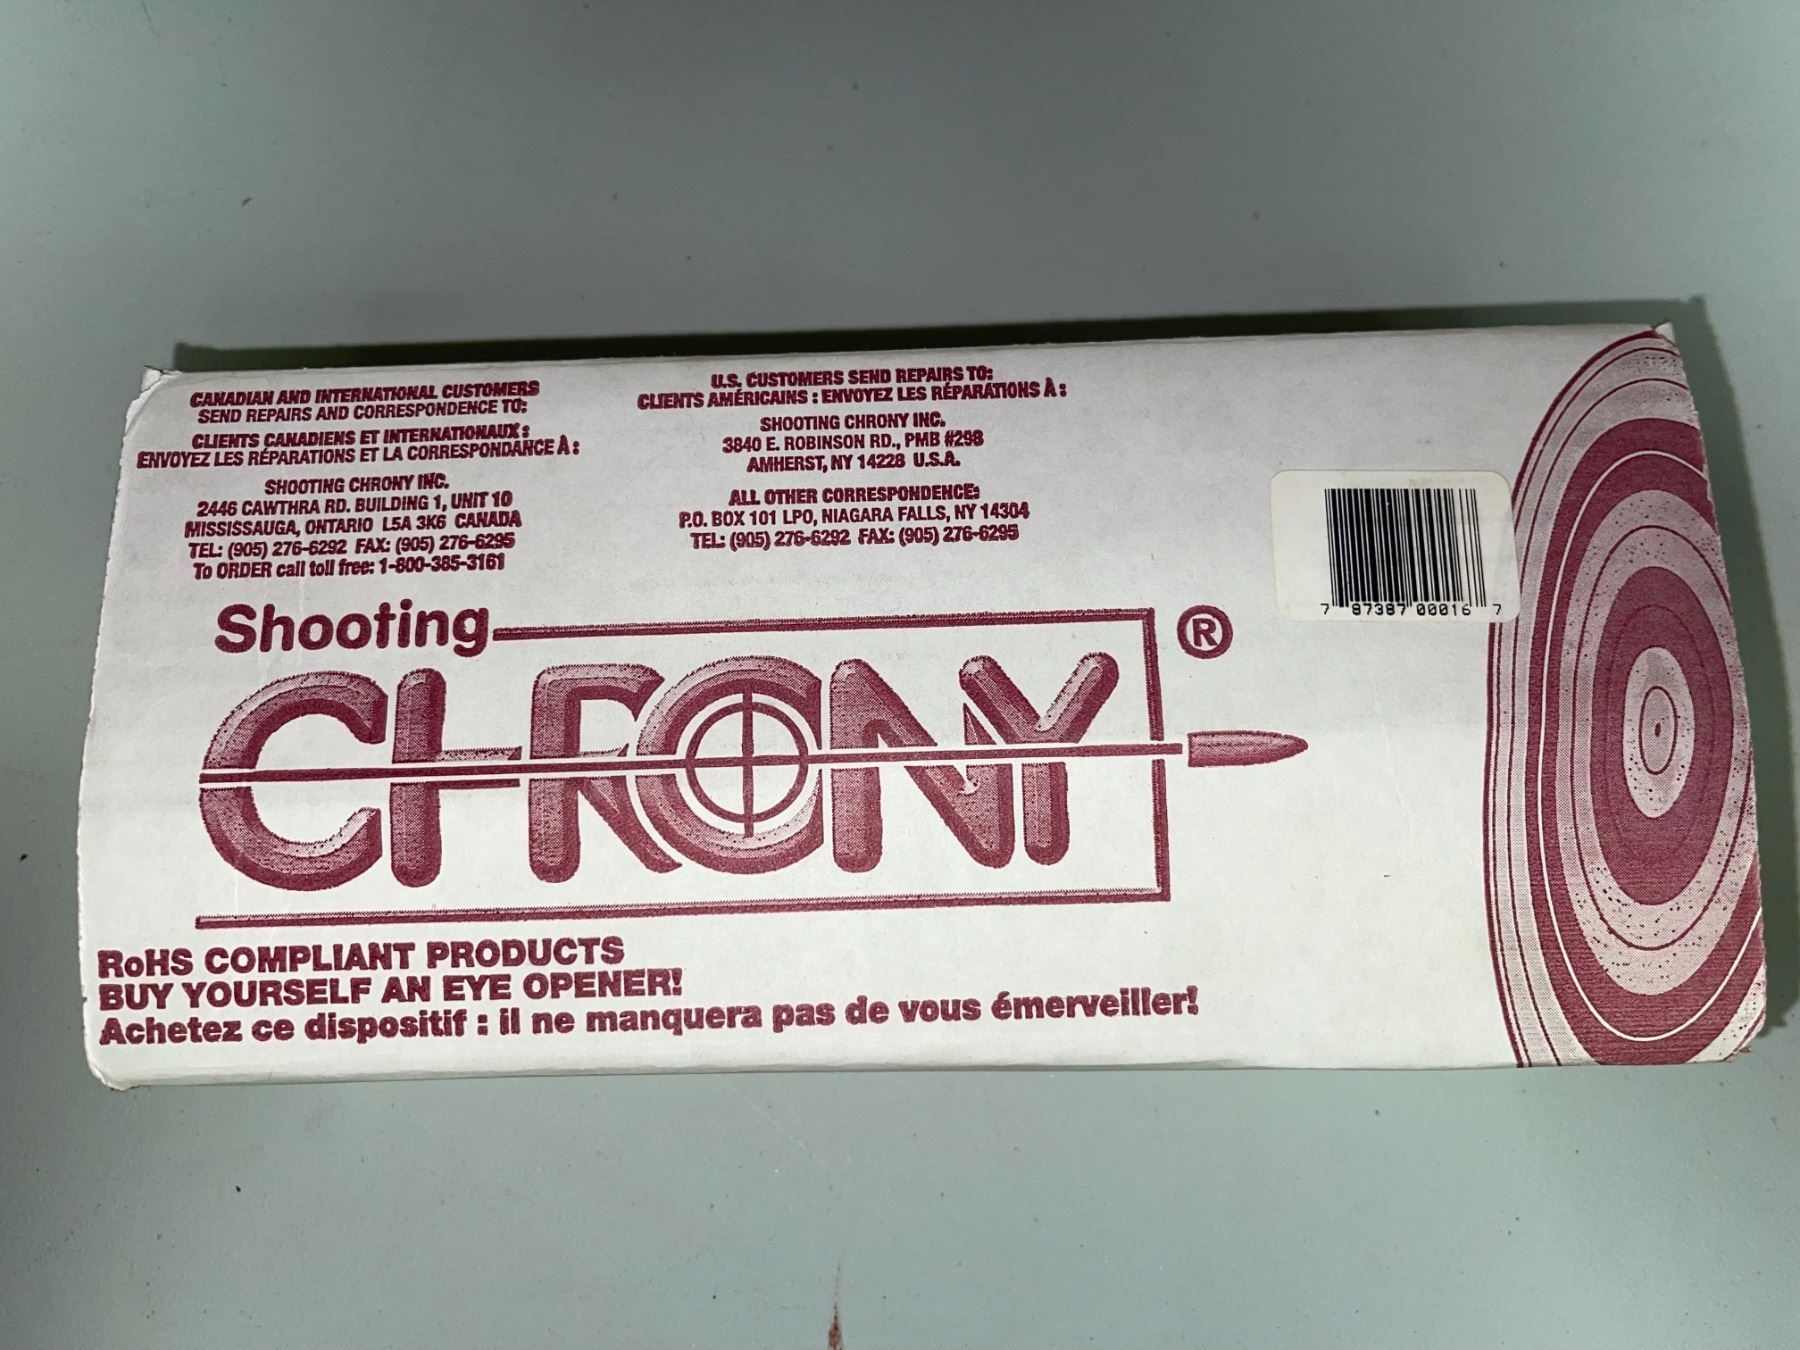 CANADIAN AND INTERNATIONAL CUSTOMERS
SEND REPAIRS AND CORRESPONDENCE TO:
CLIENTS CANADIENS ET INTERNATIONAUX :
ENVOYEZ LES RÉPARATIONS ET LA CORRESPONDANCE À :
SHOOTING CHRONY INC.
2446 CAWTHRA RD. BUILDING 1, UNIT 10
MISSISSAUGA, ONTARIO L5A 3K6 CANADA
TEL: (905) 276-6292 FAX: (905) 276-6295
To ORDER call toll free: 1-800-385-3161
U.S. CUSTOMERS SEND REPAIRS TO:
CLIENTS AMÉRICAINS : ENVOYEZ LES RÉPARATIONS À :
SHOOTING CHRONY INC.
3840 E. ROBINSON RD., PMB #298
AMHERST, NY 14228 U.S.A.
ALL OTHER CORRESPONDENCE:
P.O. BOX 101 LPO, NIAGARA FALLS, NY 14304
TEL: (905) 276-6292 FAX: (905) 276-6295
7 87387 00016 7
Shooting
CHRONY ®
RoHS COMPLIANT PRODUCTS
BUY YOURSELF AN EYE OPENER!
Achetez ce dispositif : il ne manquera pas de vous émerveiller!